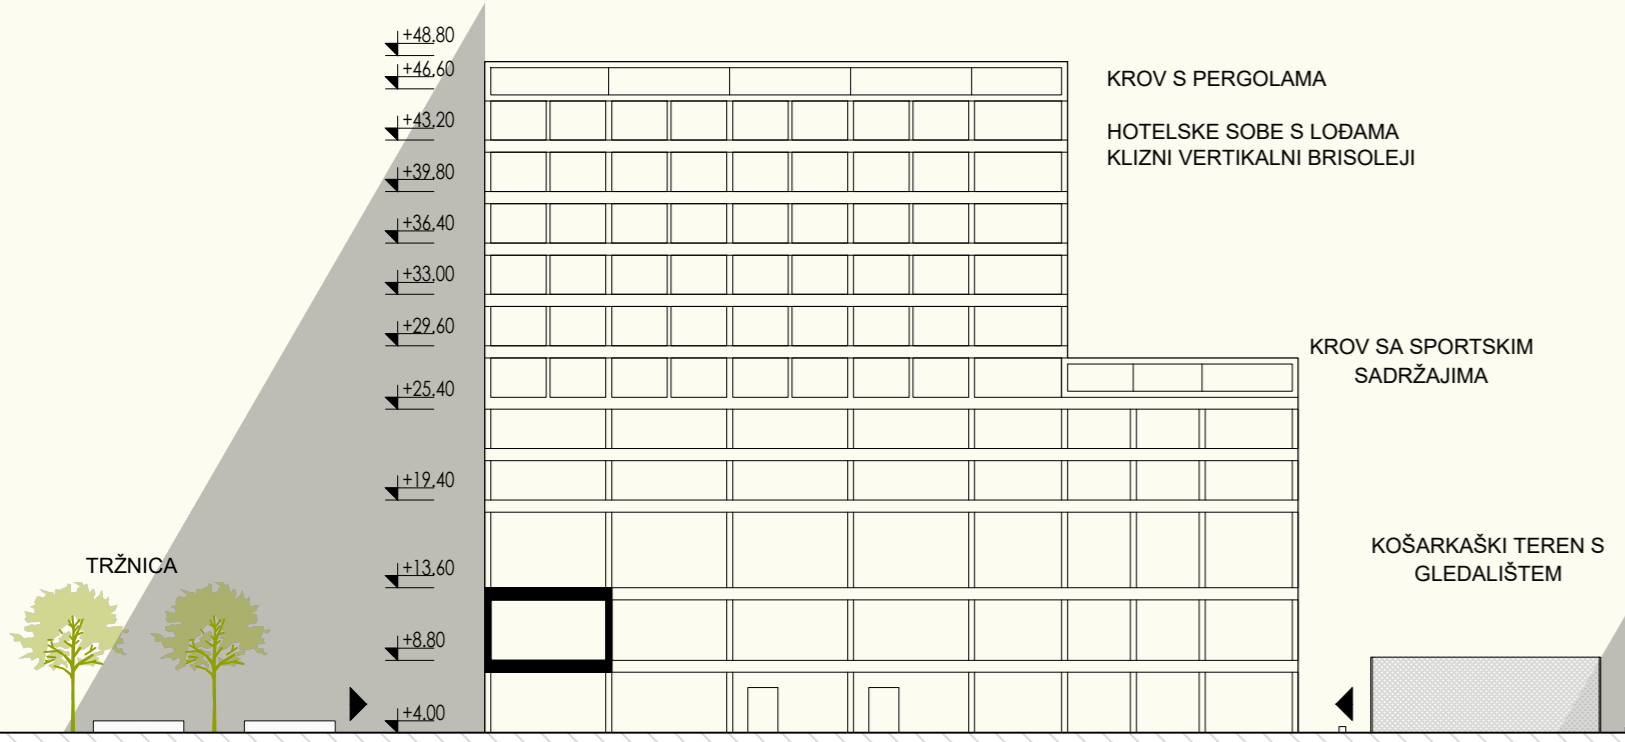 +48.80
+46.60
KROV S PERGOLAMA
+43.20
HOTELSKE SOBE S LOĐAMA
KLIZNI VERTIKALNI BRISOLEJI
+39.80
+36.40
+33.00
+29.60
KROV SA SPORTSKIM
SADRŽAJIMA
+25.40
+19.40
KOŠARKAŠKI TEREN S
GLEDALIŠTEM
TRŽNICA
+13.60
+8.80
+4.00